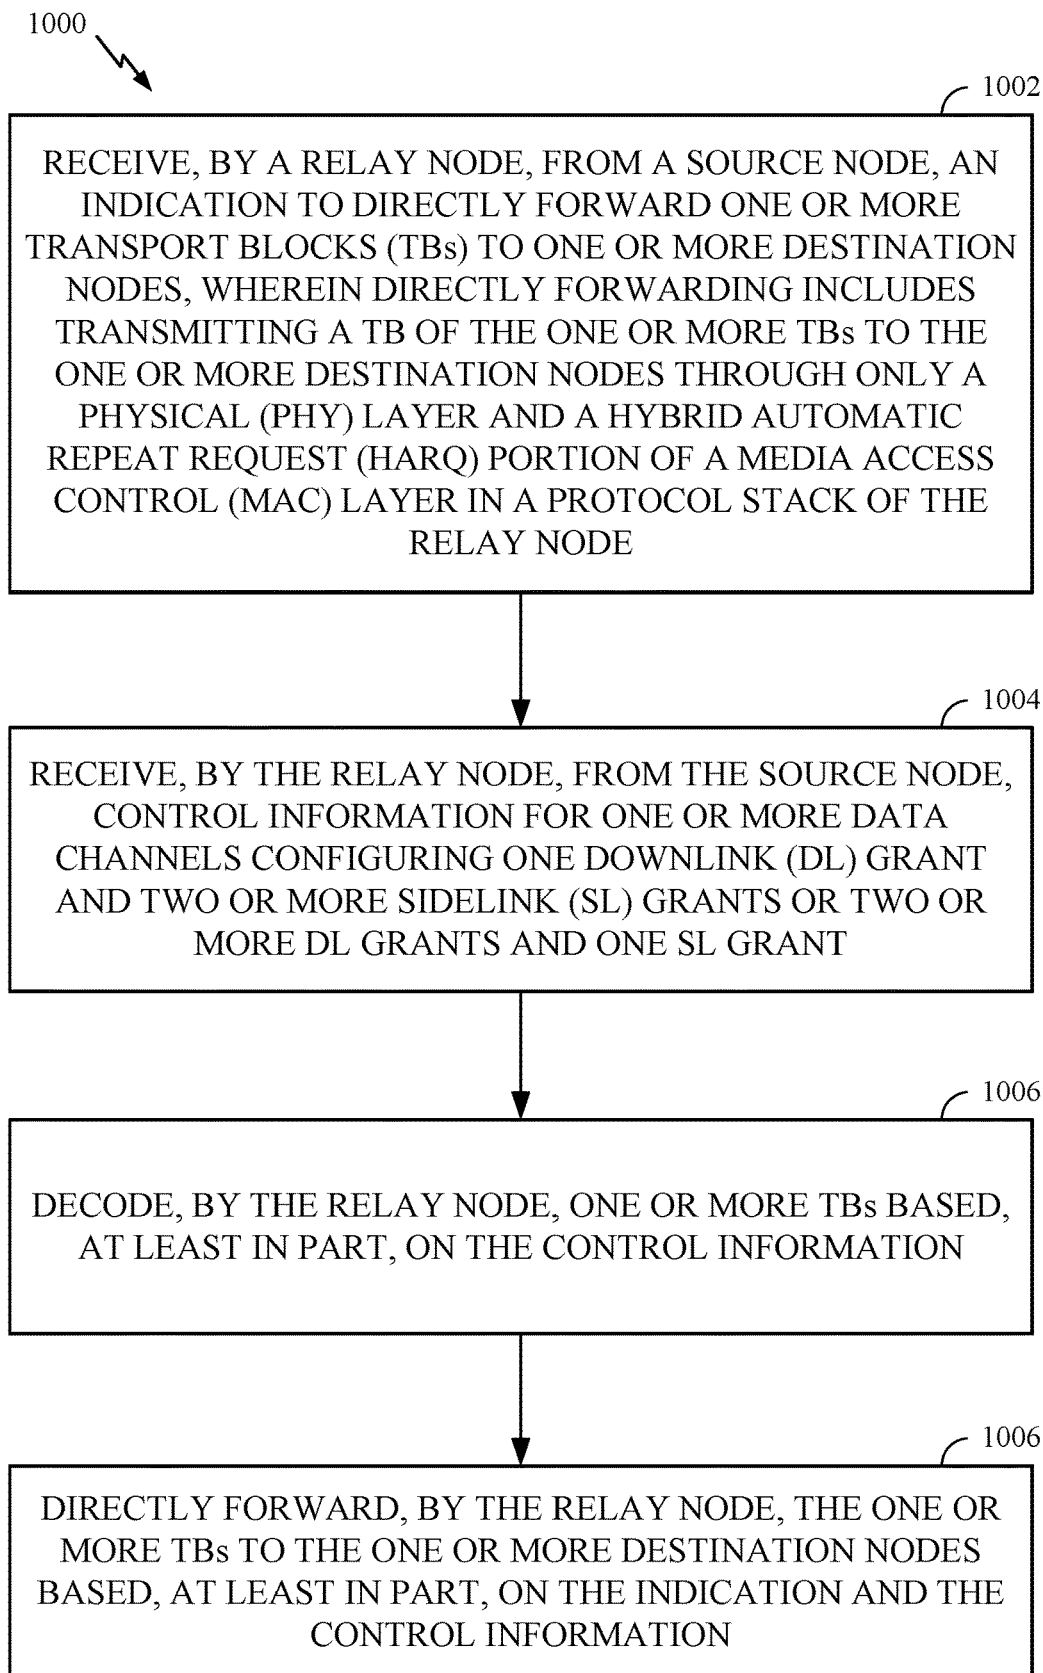 1000
1002
RECEIVE, BY A RELAY NODE, FROM A SOURCE NODE, AN
INDICATION TO DIRECTLY FORWARD ONE OR MORE
TRANSPORT BLOCKS (TBs) TO ONE OR MORE DESTINATION
NODES, WHEREIN DIRECTLY FORWARDING INCLUDES
TRANSMITTING A TB OF THE ONE OR MORE TBs TO THE
ONE OR MORE DESTINATION NODES THROUGH ONLY A
PHYSICAL (PHY) LAYER AND A HYBRID AUTOMATIC
REPEAT REQUEST (HARQ) PORTION OF A MEDIA ACCESS
CONTROL (MAC) LAYER IN A PROTOCOL STACK OF THE
RELAY NODE
1004
RECEIVE, BY THE RELAY NODE, FROM THE SOURCE NODE,
CONTROL INFORMATION FOR ONE OR MORE DATA
CHANNELS CONFIGURING ONE DOWNLINK (DL) GRANT
AND TWO OR MORE SIDELINK (SL) GRANTS OR TWO OR
MORE DL GRANTS AND ONE SL GRANT
1006
DECODE, BY THE RELAY NODE, ONE OR MORE TBs BASED,
AT LEAST IN PART, ON THE CONTROL INFORMATION
1006
DIRECTLY FORWARD, BY THE RELAY NODE, THE ONE OR
MORE TBs TO THE ONE OR MORE DESTINATION NODES
BASED, AT LEAST IN PART, ON THE INDICATION AND THE
CONTROL INFORMATION